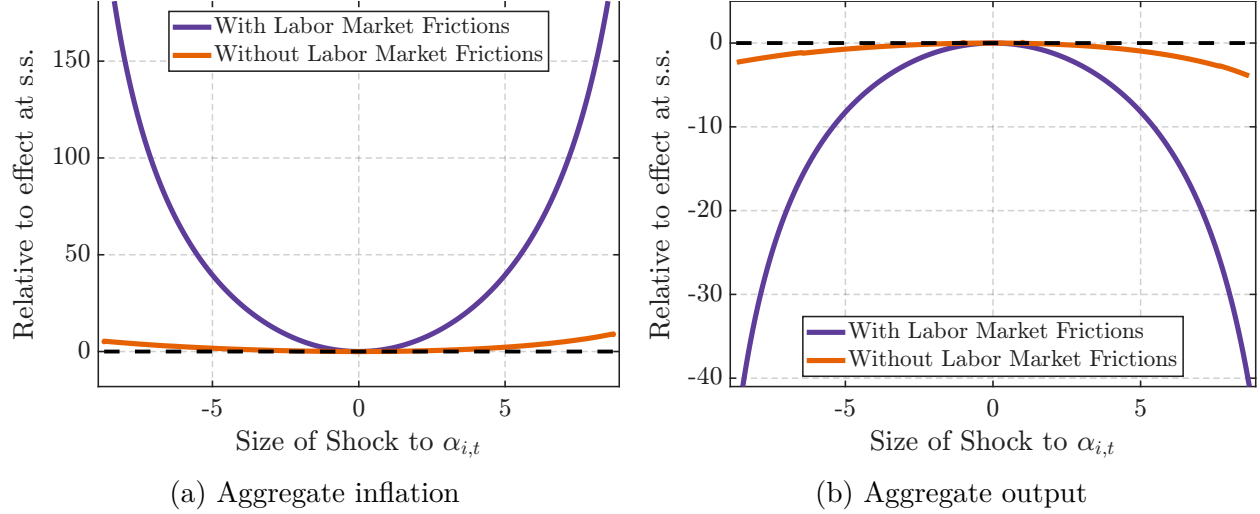 With Labor Market Frictions
Without Labor Market Frictions
150
100
50
0
-5
0
5
Relative to effect at s.s.
Size of Shock to α_{i,t}
(a) Aggregate inflation
0
-10
-20
-30
-40
-5
0
5
Relative to effect at s.s.
With Labor Market Frictions
Without Labor Market Frictions
Size of Shock to α_{i,t}
(b) Aggregate output